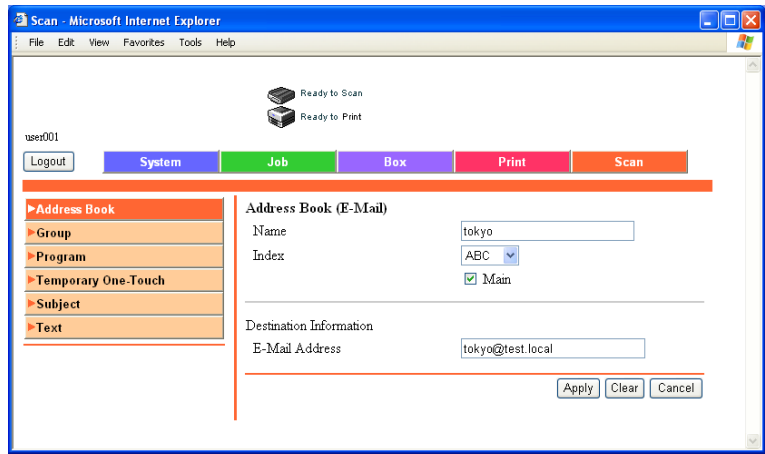 Scan - Microsoft Internet Explorer
File Edit View Favorites Tools Help
Ready to Scan
Ready to Print
user001
Logout System Job Box Print Scan
Address Book
Group
Program
Temporary One-Touch
Subject
Text
Address Book (E-Mail)
Name tokyo
Index ABC
Main
Destination Information
E-Mail Address tokyo@test.local
Apply Clear Cancel